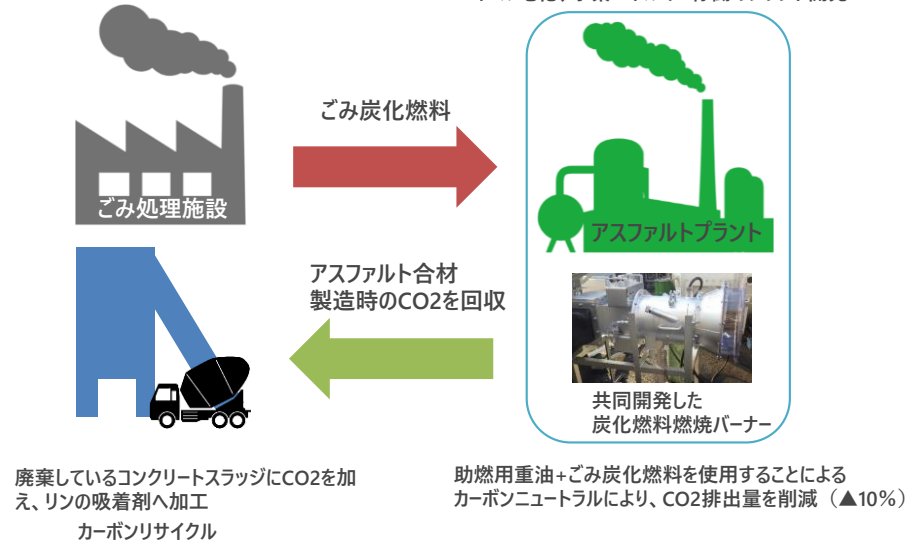 ごみ炭化燃料
ごみ処理施設
アスファルトプラント
アスファルト合材
製造時のCO2を回収
共同開発した
炭化燃料燃焼バーナー
廃棄しているコンクリートスラッジにCO2を加
え、リンの吸着剤へ加工
カーボンリサイクル
助燃用重油+ごみ炭化燃料を使用することによる
カーボンニュートラルにより、CO2排出量を削減（▲10%）